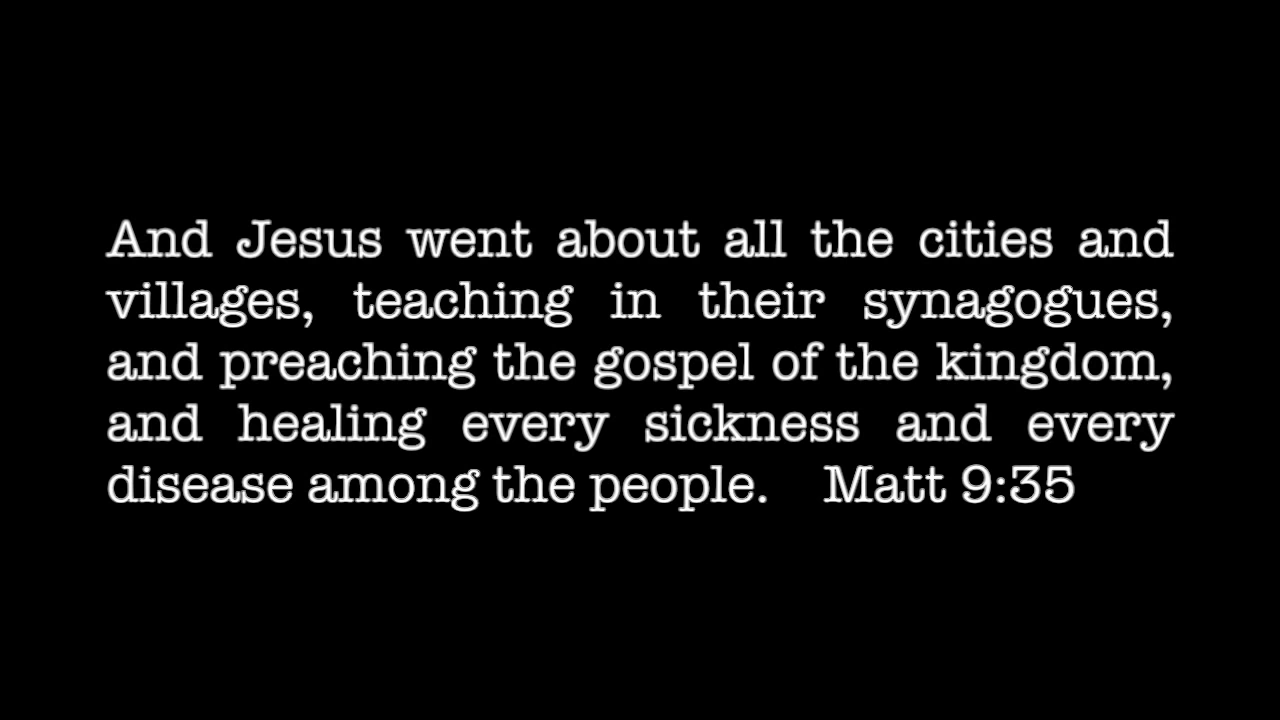 And Jesus went about all the cities and
villages, teaching in their synagogues,
and preaching the gospel of the kingdom,
and healing every sickness and every
disease among the people. Matt 9:35